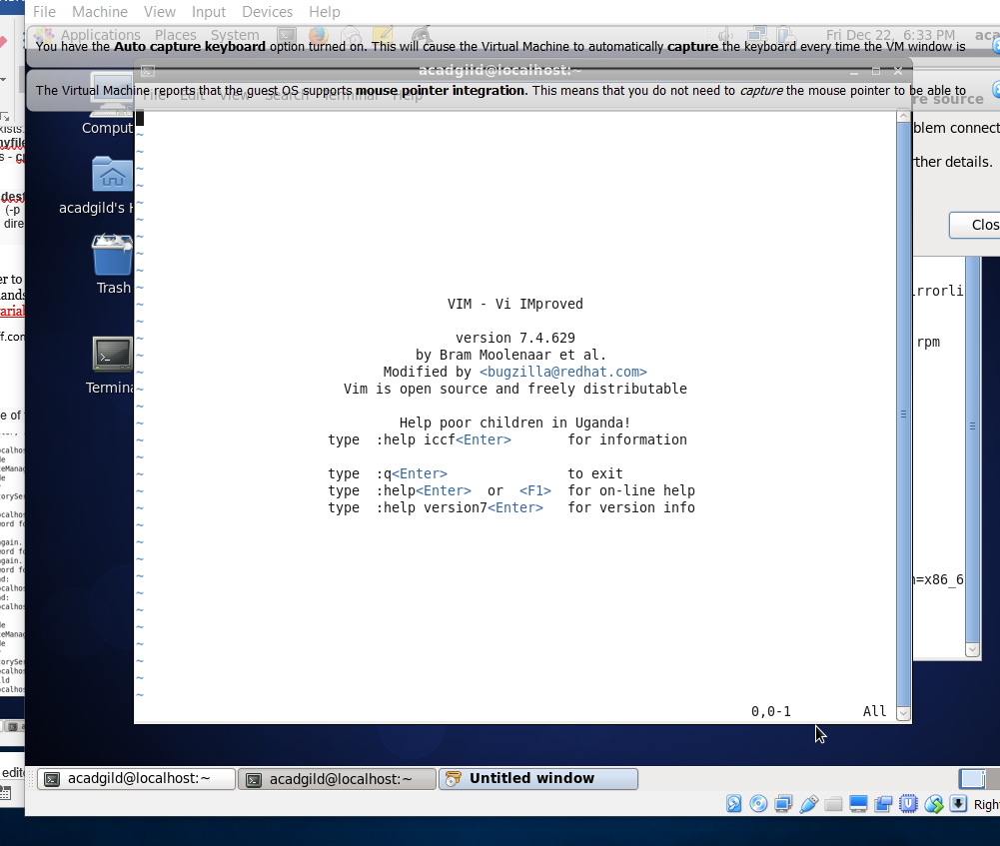 File Machine View Input Devices Help
Applications Places System Fri Dec 22, 6:33 PM aca
You have the Auto capture keyboard option turned on. This will cause the Virtual Machine to automatically capture the keyboard every time the VM window is
acadgild@localhost:~
File Edit View Search Terminal Help
The Virtual Machine reports that the guest OS supports mouse pointer integration. This means that you do not need to capture the mouse pointer to be able to
re source
Comput
blem connect
rther details.
acadgild's H
Clos
Trash
rrorli
VIM - Vi IMproved
version 7.4.629
rpm
by Bram Moolenaar et al.
Modified by <bugzilla@redhat.com>
Vim is open source and freely distributable
Termina
Help poor children in Uganda!
type :help iccf<Enter> for information
type :q<Enter> to exit
type :help<Enter> or <F1> for on-line help
type :help version7<Enter> for version info
n=x86_6
0,0-1 All
acadgild@localhost:~
acadgild@localhost:~
Untitled window
Right